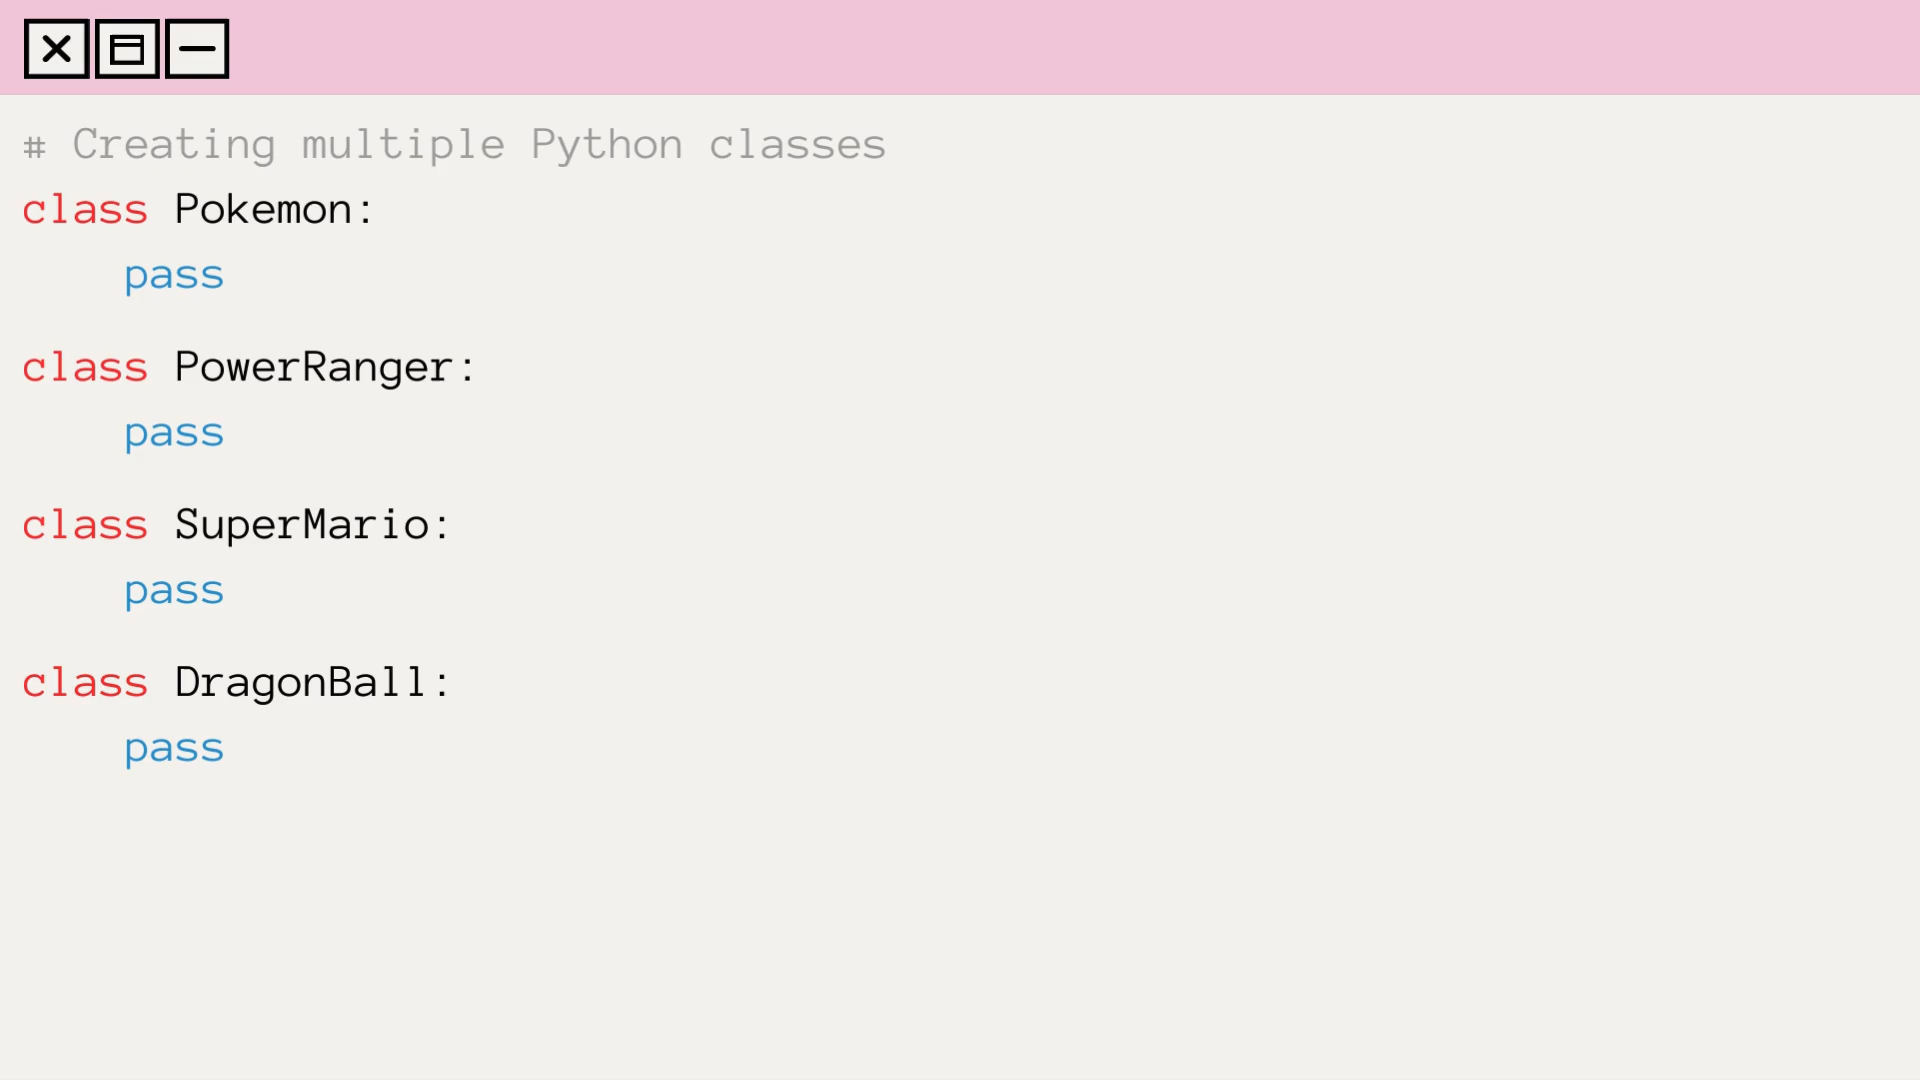 # Creating multiple Python classes
class Pokemon:
    pass
class PowerRanger:
    pass
class SuperMario:
    pass
class DragonBall:
    pass